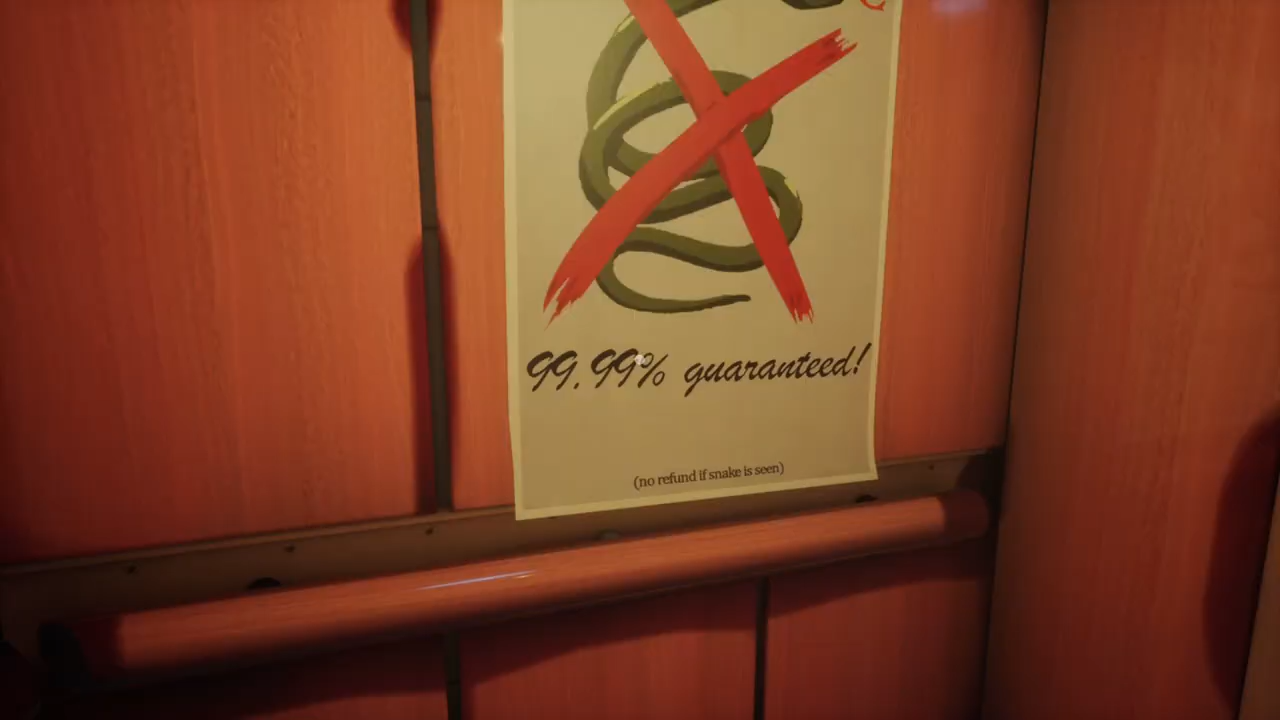 99.99% guaranteed!
(no refund if snake is seen)